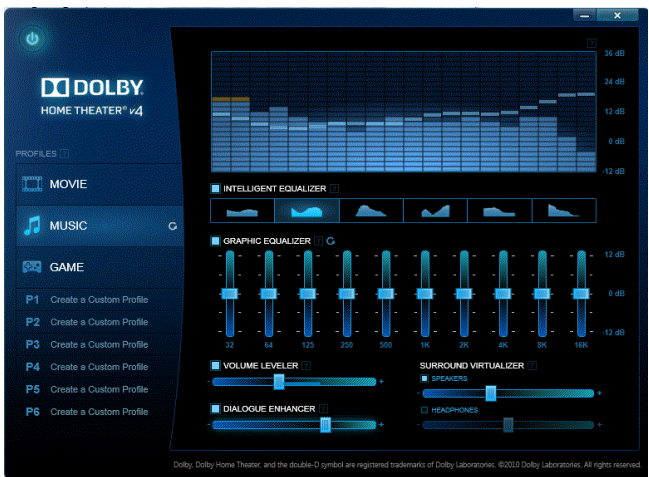 DOLBY
HOME THEATER® v4
PROFILES ?
MOVIE
MUSIC
GAME
P1 Create a Custom Profile
P2 Create a Custom Profile
P3 Create a Custom Profile
P4 Create a Custom Profile
P5 Create a Custom Profile
P6 Create a Custom Profile
?
36 dB
24 dB
12 dB
0 dB
-12 dB
INTELLIGENT EQUALIZER ?
GRAPHIC EQUALIZER ?
12 dB
0 dB
-12 dB
32 64 125 250 500 1K 2K 4K 8K 16K
VOLUME LEVELER ?
- +
DIALOGUE ENHANCER ?
- +
SURROUND VIRTUALIZER ?
SPEAKERS
- +
HEADPHONES
- +
Dolby, Dolby Home Theater, and the double-D symbol are registered trademarks of Dolby Laboratories. ©2010 Dolby Laboratories. All rights reserved.